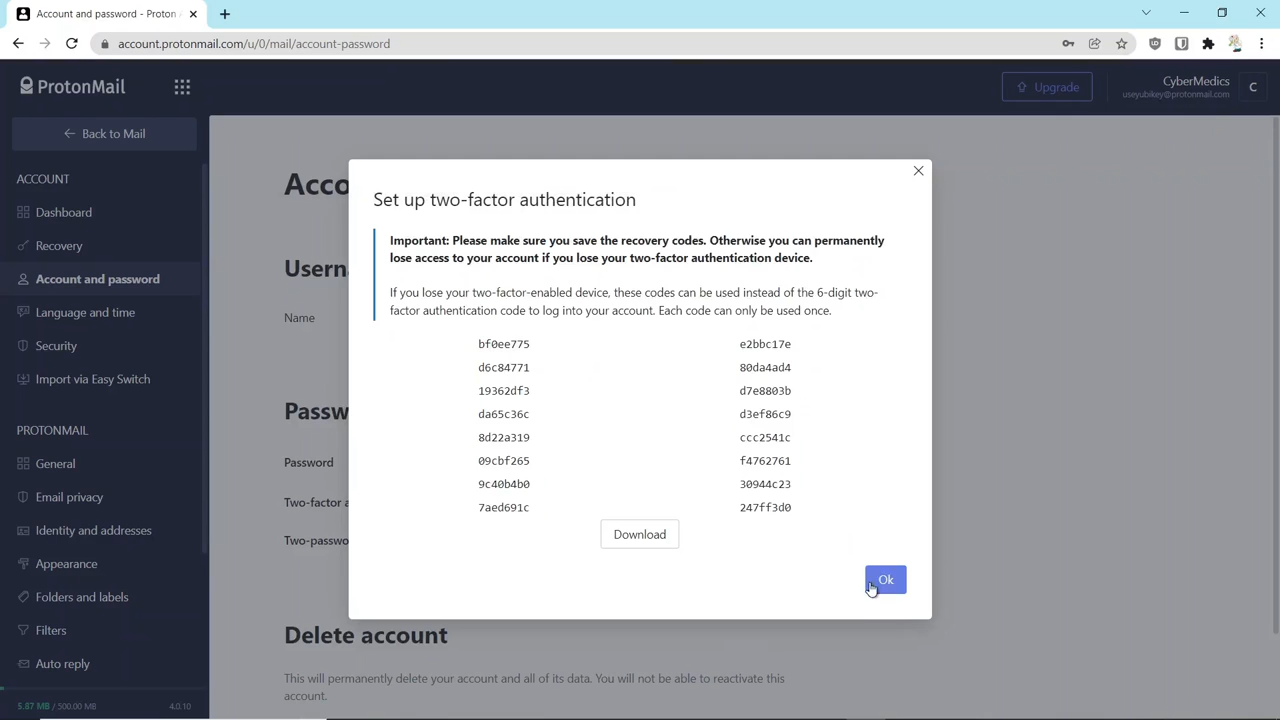 Account and password - Proton
account.protonmail.com/u/0/mail/account-password
ProtonMail
Upgrade
CyberMedics
useyubikey@protonmail.com
C
Back to Mail
ACCOUNT
Dashboard
Recovery
Account and password
Language and time
Security
Import via Easy Switch
PROTONMAIL
General
Email privacy
Identity and addresses
Appearance
Folders and labels
Filters
Auto reply
5.87 MB / 500.00 MB
4.0.10
Acco
Userna
Name
Passw
Password
Two-factor a
Two-passwo
Set up two-factor authentication
Important: Please make sure you save the recovery codes. Otherwise you can permanently
lose access to your account if you lose your two-factor authentication device.
If you lose your two-factor-enabled device, these codes can be used instead of the 6-digit two-
factor authentication code to log into your account. Each code can only be used once.
bf0ee775 e2bbc17e
d6c84771 80da4ad4
19362df3 d7e8803b
da65c36c d3ef86c9
8d22a319 ccc2541c
09cbf265 f4762761
9c40b4b0 30944c23
7aed691c 247ff3d0
Download
Ok
Delete account
This will permanently delete your account and all of its data. You will not be able to reactivate this
account.